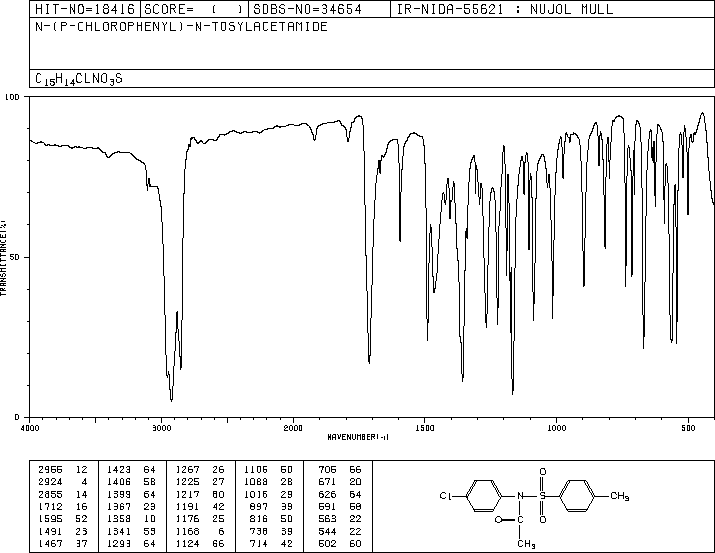 HIT-NO=18416 SCORE= ( ) SDBS-NO=34654 IR-NIDA-55621 : NUJOL MULL
N-(P-CHLOROPHENYL)-N-TOSYLACETAMIDE
C15H14CLNO3S
100
50
0
TRANSMITTANCE(%)
4000 3000 2000 1500 1000 500
WAVENUMBER(-1)
2956 12 1423 64 1267 26 1106 50 706 66
2924 4 1406 58 1225 27 1088 28 671 20
2855 14 1399 64 1217 80 1016 29 626 64
1712 16 1367 29 1191 42 897 39 591 58
1595 52 1358 10 1176 25 816 50 563 22
1491 23 1341 59 1166 6 738 39 544 22
1467 37 1293 64 1124 66 714 42 502 60
O
Cl N S CH3
O C O
CH3